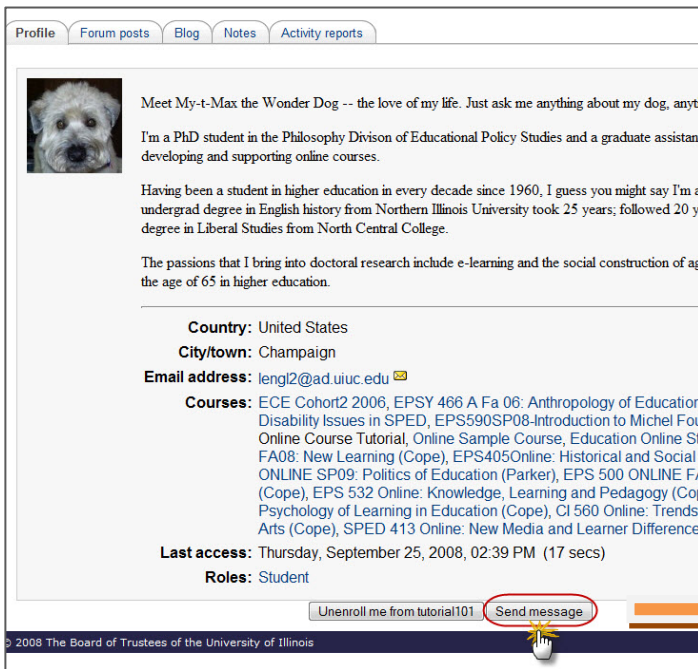 Profile
Forum posts
Blog
Notes
Activity reports
Meet My-t-Max the Wonder Dog -- the love of my life. Just ask me anything about my dog,
I'm a PhD student in the Philosophy Divison of Educational Policy Studies and a graduate
developing and supporting online courses.
Having been a student in higher education in every decade since 1960, I guess you might say I'm
undergrad degree in English history from Northern Illinois University took 25 years; followed 20
degree in Liberal Studies from North Central College.
The passions that I bring into doctoral research include e-learning and the social construction of
the age of 65 in higher education.
Country: United States
City/town: Champaign
Email address: lengl2@ad.uiuc.edu
Courses: ECE Cohort2 2006, EPSY 466 A Fa 06: Anthropology of Education
Disability Issues in SPED, EPS590SP08-Introduction to Michel
Online Course Tutorial, Online Sample Course, Education Online
FA08: New Learning (Cope), EPS405Online: Historical and Social
ONLINE SP09: Politics of Education (Parker), EPS 500 ONLINE
(Cope), EPS 532 Online: Knowledge, Learning and Pedagogy
Psychology of Learning in Education (Cope), CI 560 Online: Trends
Arts (Cope), SPED 413 Online: New Media and Learner Difference
Last access: Thursday, September 25, 2008, 02:39 PM (17 secs)
Roles: Student
Unenroll me from tutorial101
Send message
© 2008 The Board of Trustees of the University of Illinois